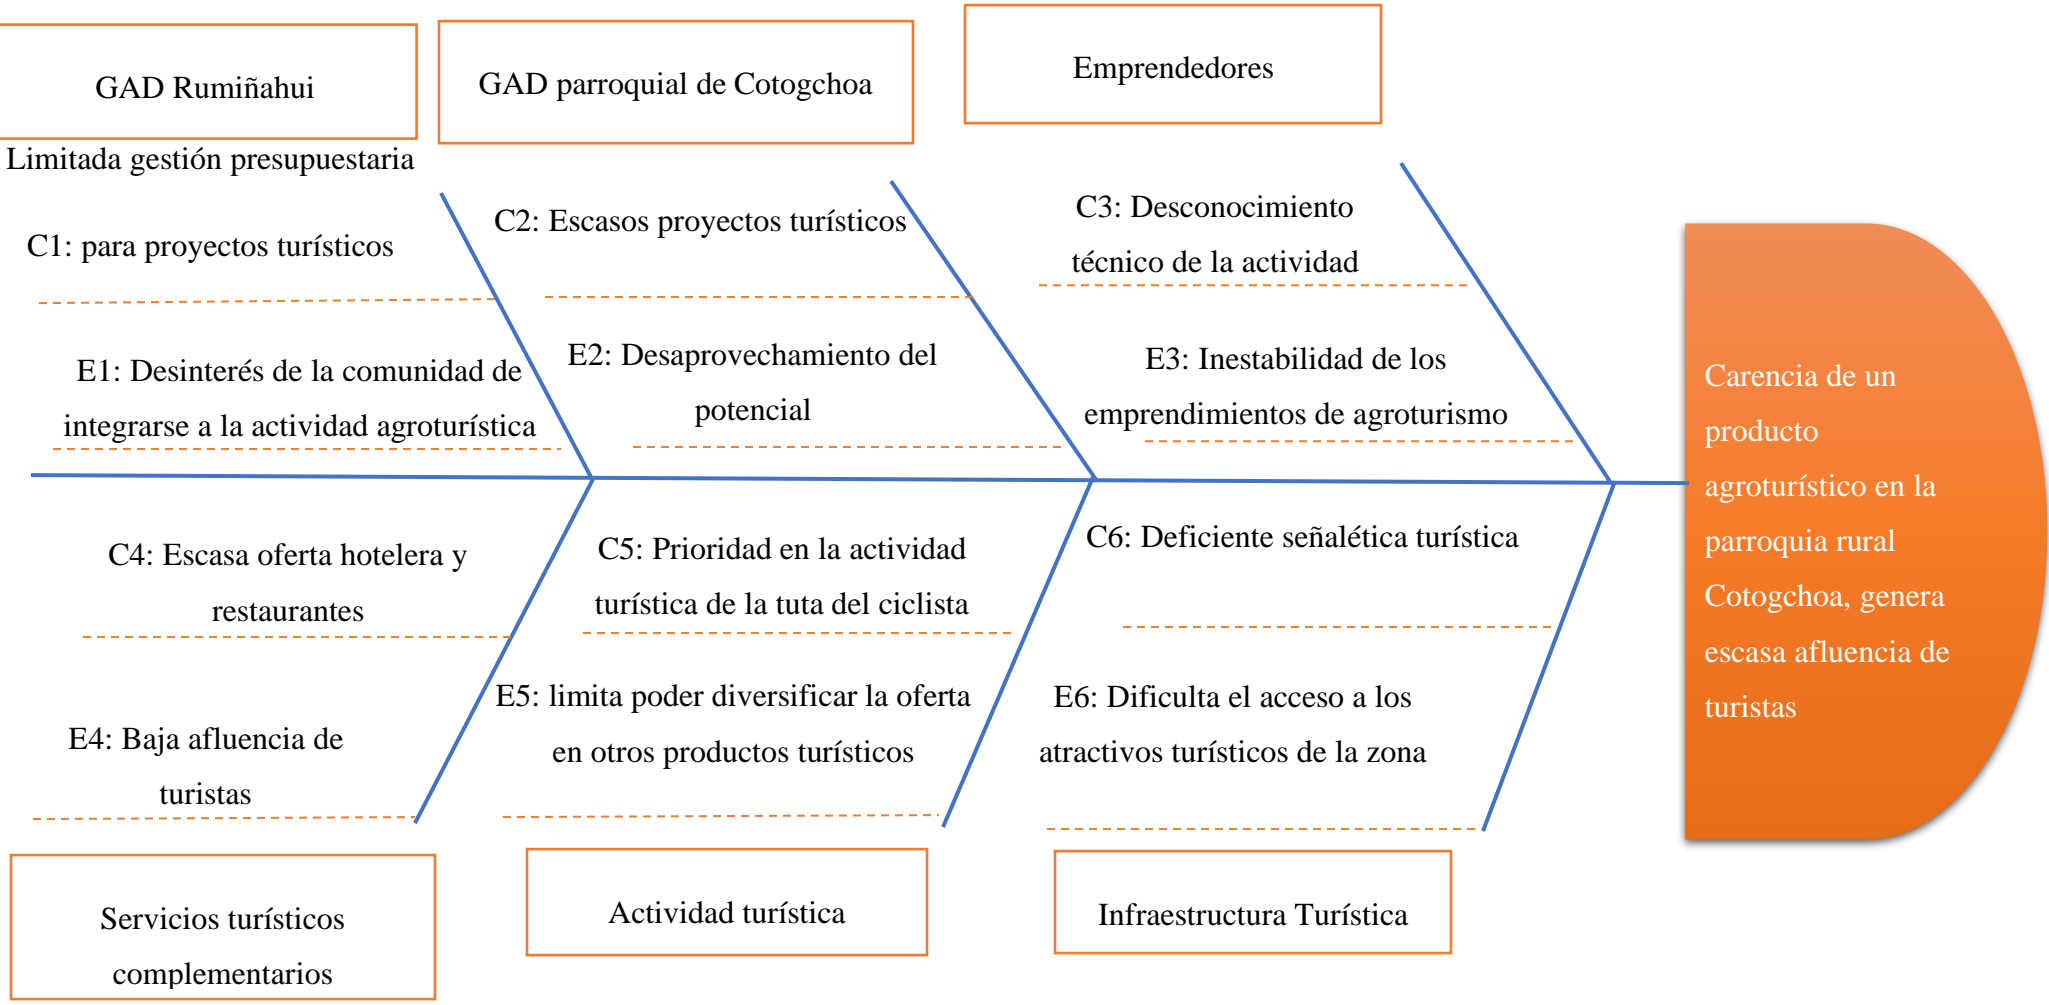 GAD Rumiñahui
GAD parroquial de Cotogchoa
Emprendedores
Limitada gestión presupuestaria
C1: para proyectos turísticos
E1: Desinterés de la comunidad de
integrarse a la actividad agroturística
C2: Escasos proyectos turísticos
E2: Desaprovechamiento del
potencial
C3: Desconocimiento
técnico de la actividad
E3: Inestabilidad de los
emprendimientos de agroturismo
C4: Escasa oferta hotelera y
restaurantes
E4: Baja afluencia de
turistas
C5: Prioridad en la actividad
turística de la tuta del ciclista
E5: limita poder diversificar la oferta
en otros productos turísticos
C6: Deficiente señalética turística
E6: Dificulta el acceso a los
atractivos turísticos de la zona
Servicios turísticos
complementarios
Actividad turística
Infraestructura Turística
Carencia de un
producto
agroturístico en la
parroquia rural
Cotogchoa, genera
escasa afluencia de
turistas